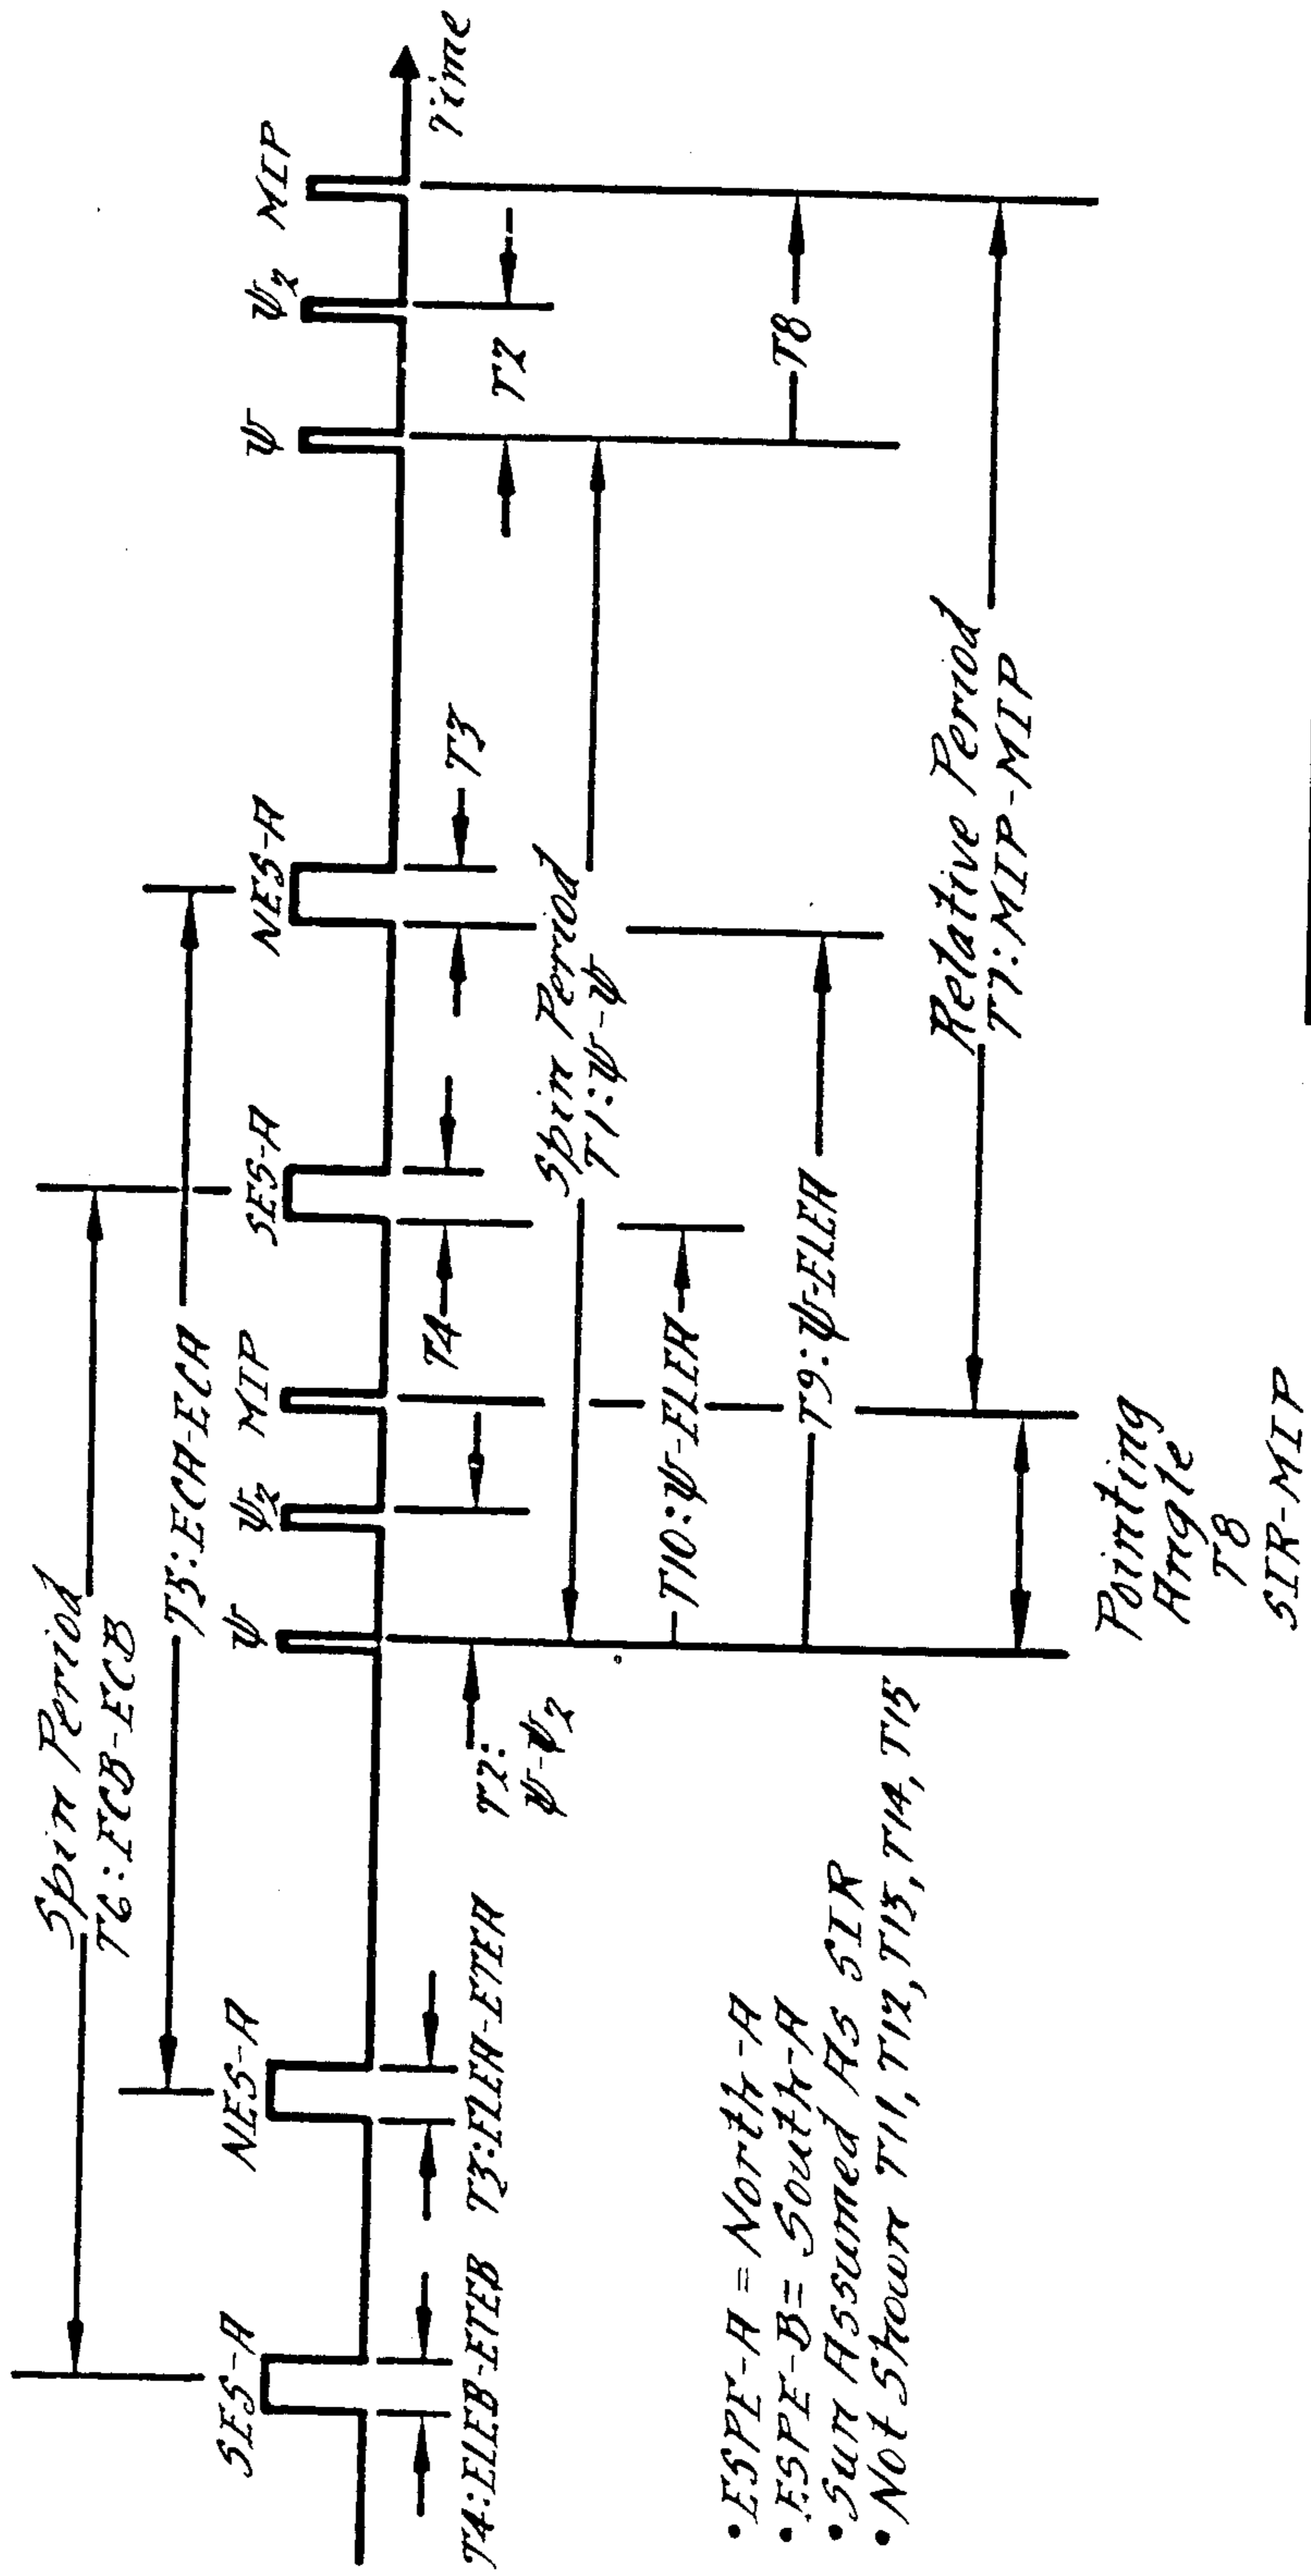 Spin Period
T6:ECB-ECB
T5:ECA-ECA
SES-A
NES-A
ψ
ψ2
MIP
SES-A
NES-A
ψ
ψ2
MIP
Time
T4:ELEB-ETEB
T3:ELEA-ETEA
T2:
ψ-ψ2
T4
T3
T2
Spin Period
T1:ψ-ψ
T10:ψ-ELEA
T8
T9:ψ-ELEA
Relative Period
T7:MIP-MIP
Pointing
Angle
T8
SIR-MIP
•ESPE-A = North-A
•ESPE-B= South-A
•Sun Assumed As SIR
•Not Shown T11, T12, T13, T14, T15